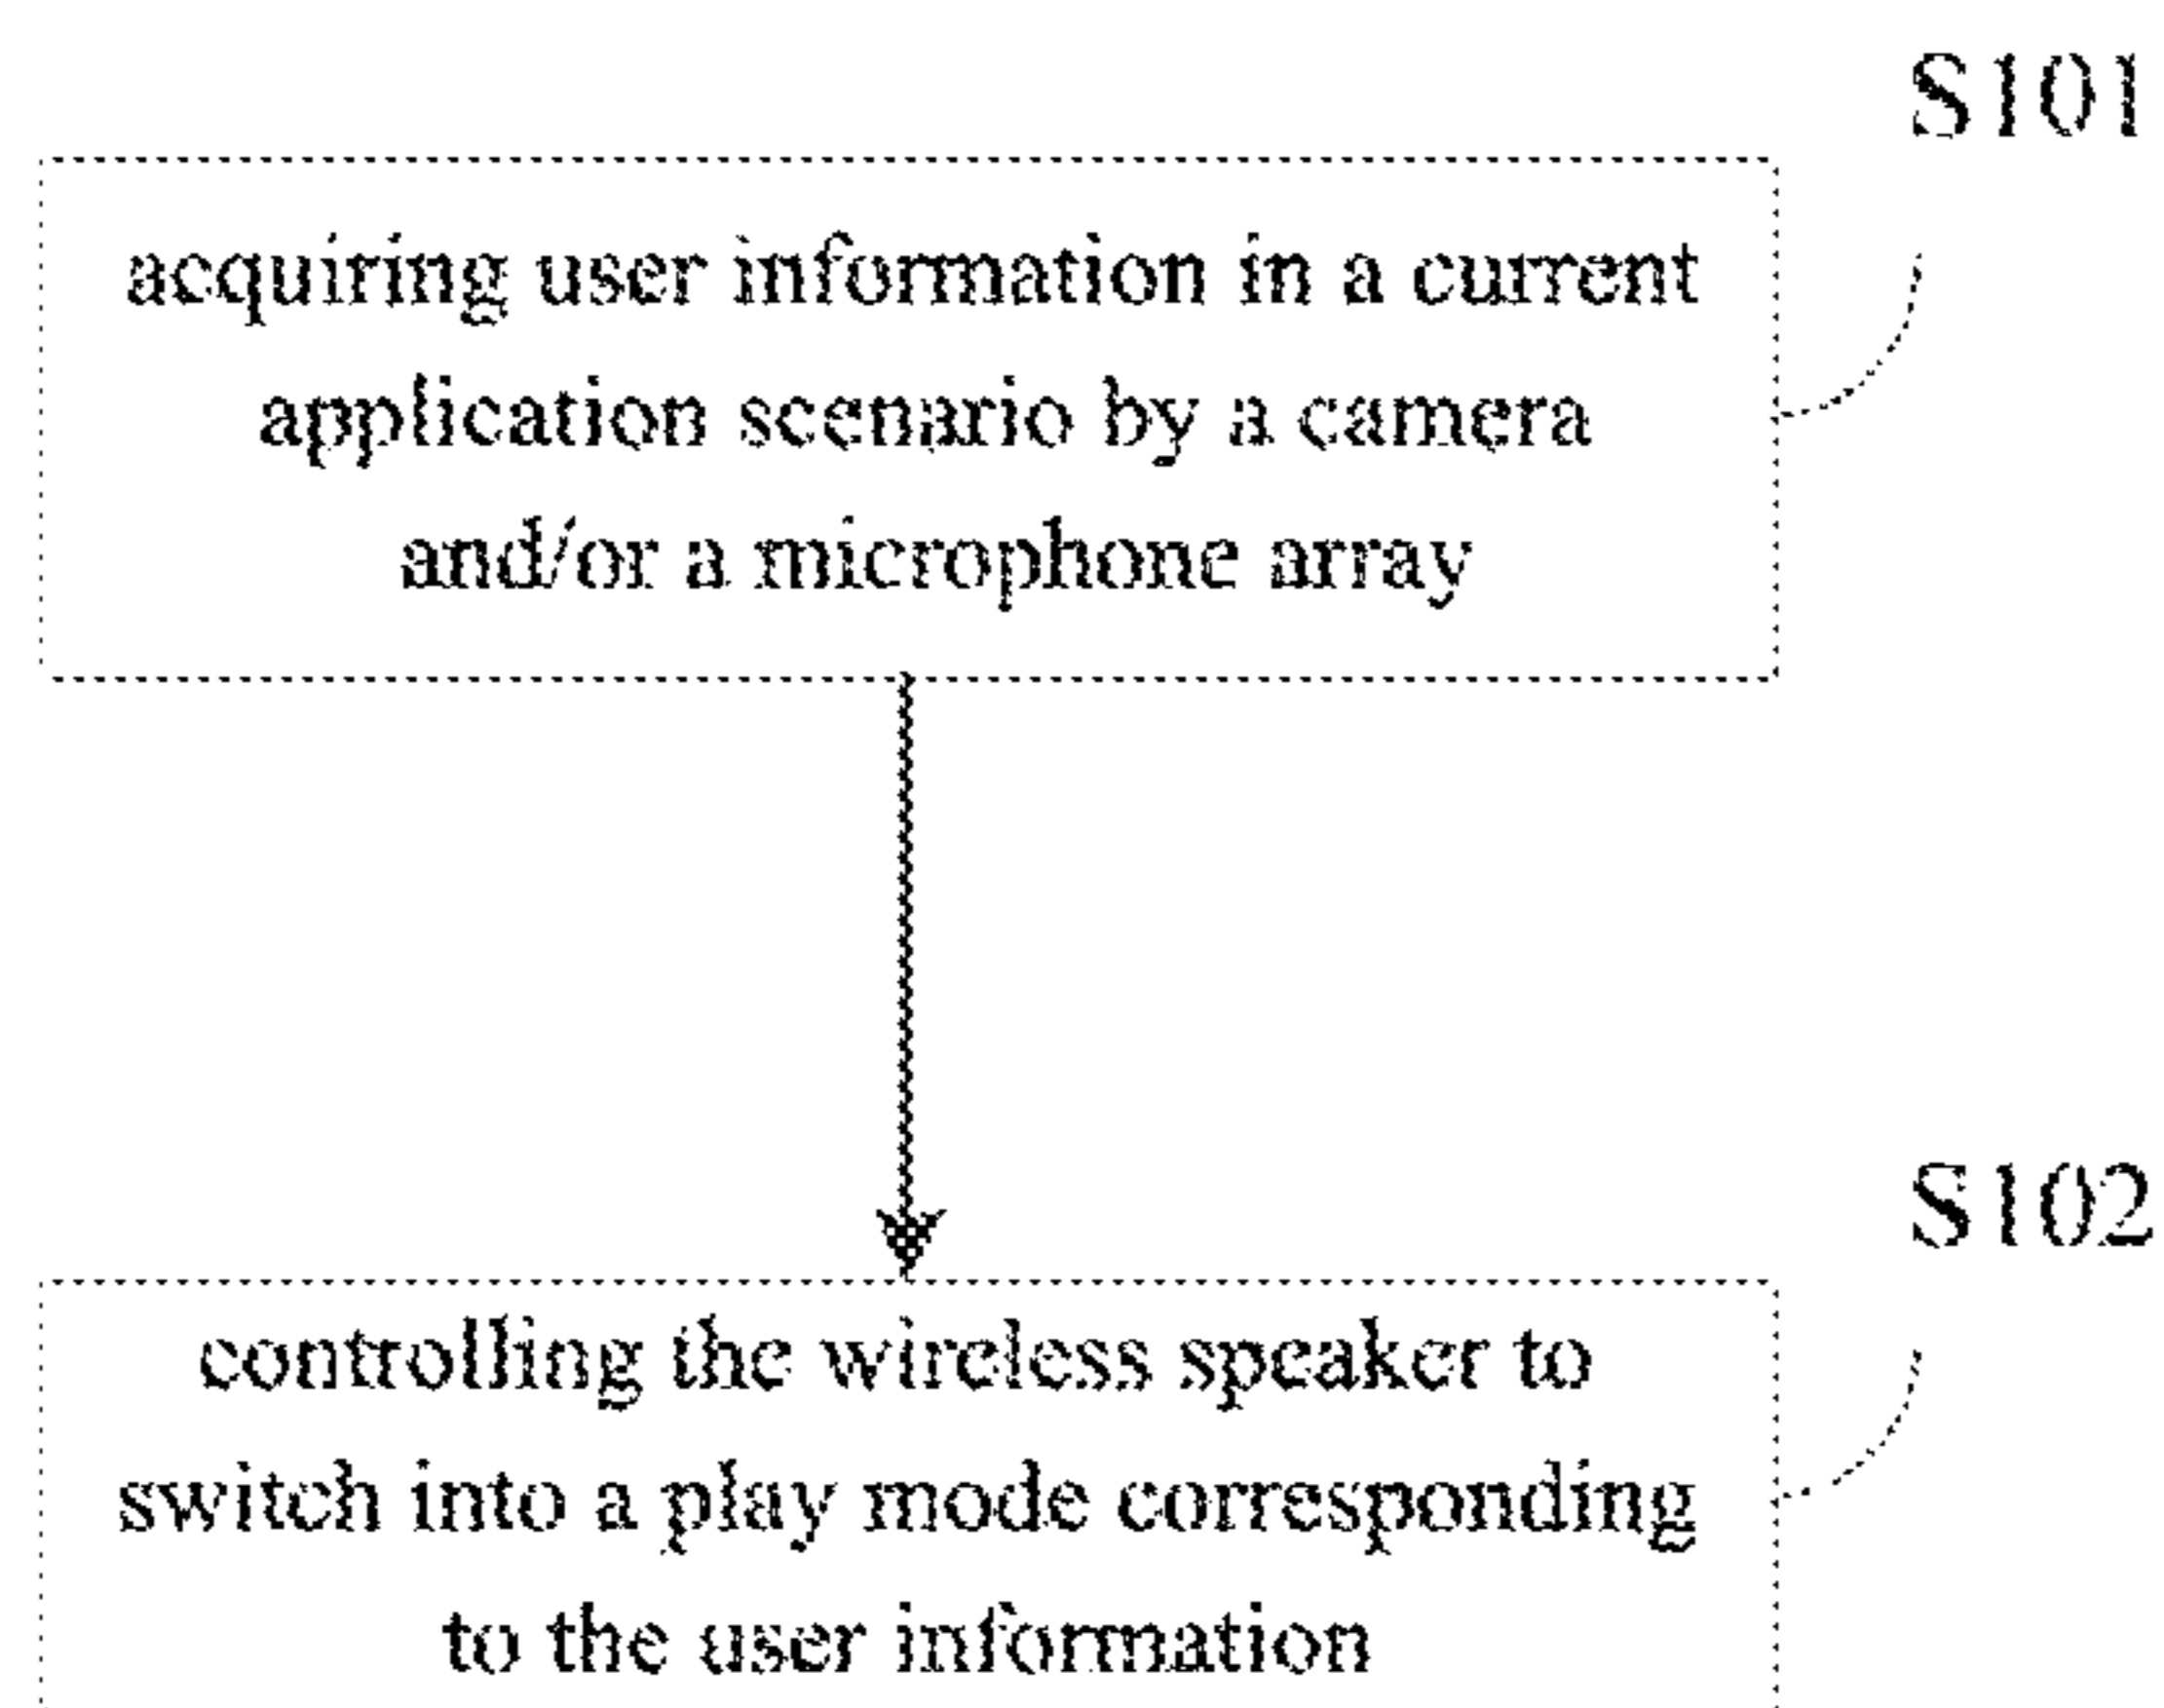 S101
acquiring user information in a current
application scenario by a camera
and/or a microphone array
S102
controlling the wireless speaker to
switch into a play mode corresponding
to the user information